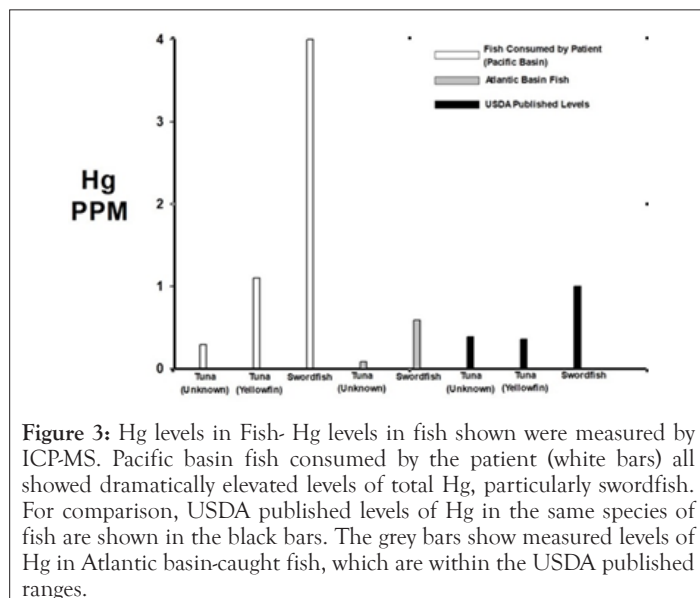 4
3
2
1
0
Hg
PPM
Fish Consumed by Patient
(Pacific Basin)
Atlantic Basin Fish
USDA Published Levels
Tuna
(Unknown)
Tuna
(Yellowfin)
Swordfish
Tuna
(Unknown)
Swordfish
Tuna
(Unknown)
Tuna
(Yellowfin)
Swordfish
Figure 3: Hg levels in Fish- Hg levels in fish shown were measured by
ICP-MS. Pacific basin fish consumed by the patient (white bars) all
showed dramatically elevated levels of total Hg, particularly swordfish.
For comparison, USDA published levels of Hg in the same species of
fish are shown in the black bars. The grey bars show measured levels of
Hg in Atlantic basin-caught fish, which are within the USDA published
ranges.